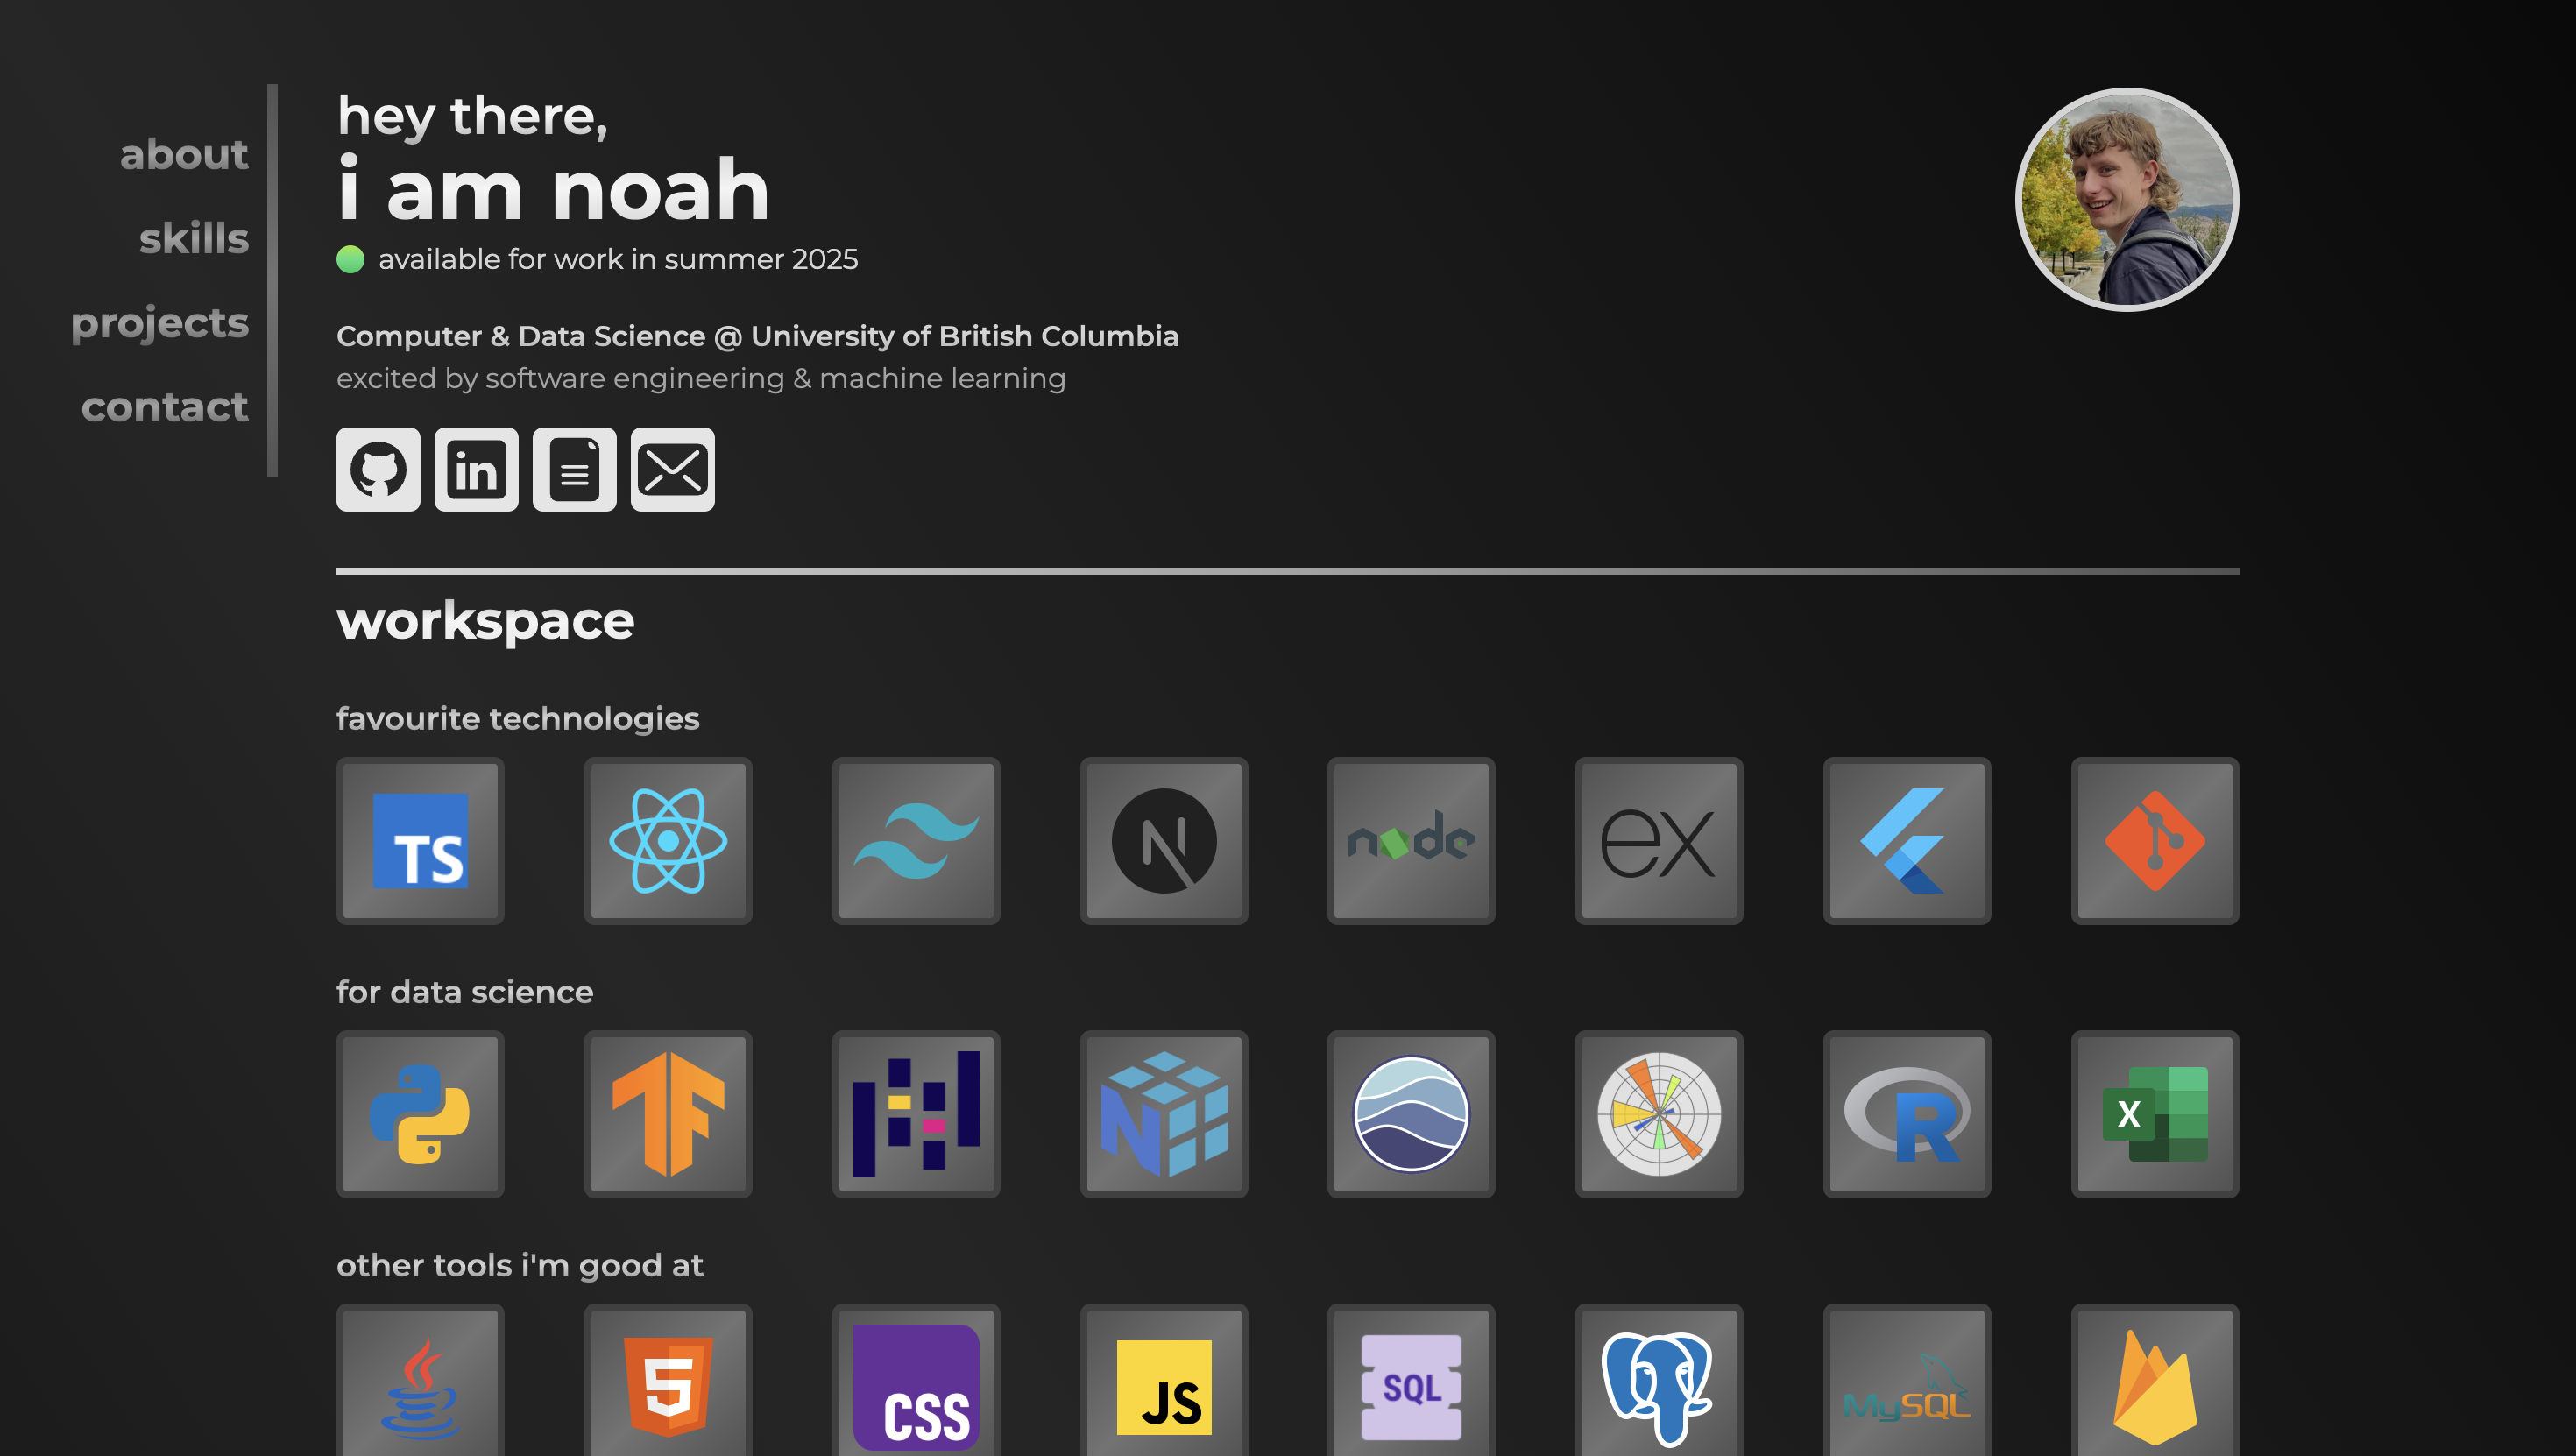 about
skills
projects
contact
hey there,
i am noah
available for work in summer 2025
Computer & Data Science @ University of British Columbia
excited by software engineering & machine learning
in
workspace
favourite technologies
TS
N
node
ex
for data science
N
R
X
other tools i'm good at
5
CSS
JS
SQL
MySQL